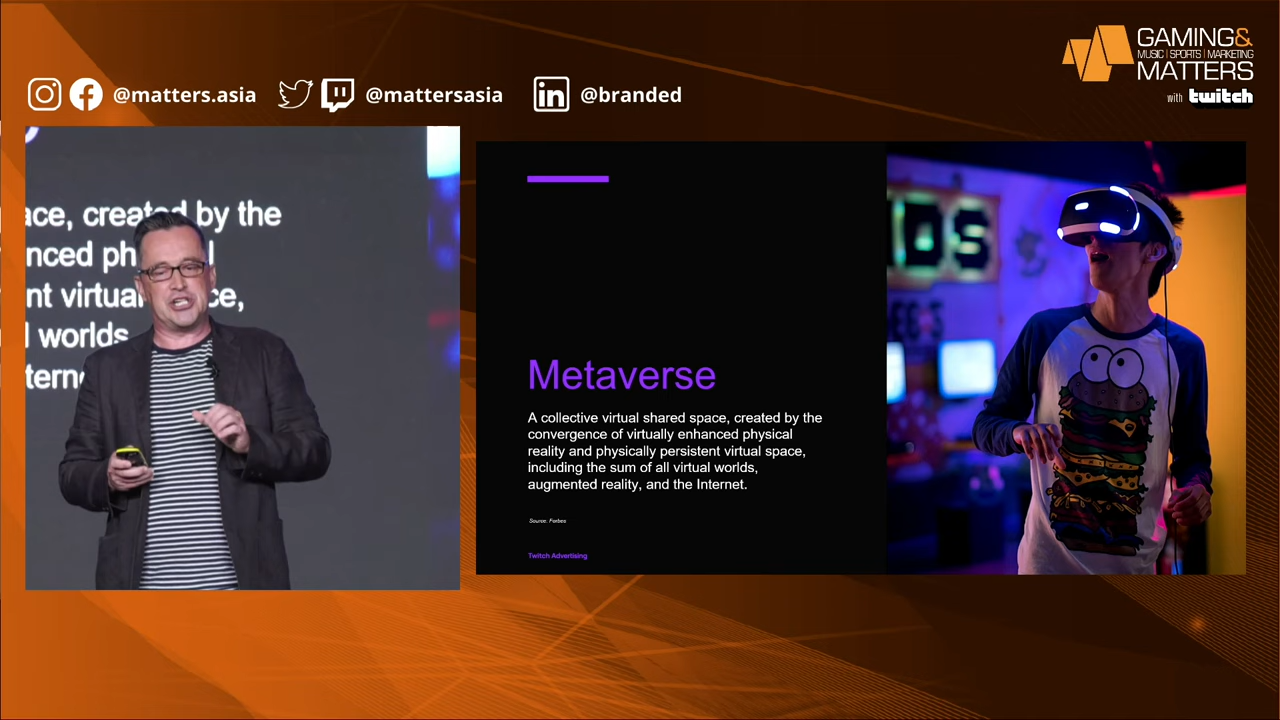 GAMING&
MUSIC | SPORTS | MARKETING
MATTERS
with twitch
@matters.asia
@mattersasia
in
@branded
ace, created by the
nced ph
nt virtual ce,
l worlds
tern
Metaverse
A collective virtual shared space, created by the
convergence of virtually enhanced physical
reality and physically persistent virtual space,
including the sum of all virtual worlds,
augmented reality, and the Internet.
Source: Forbes
Twitch Advertising